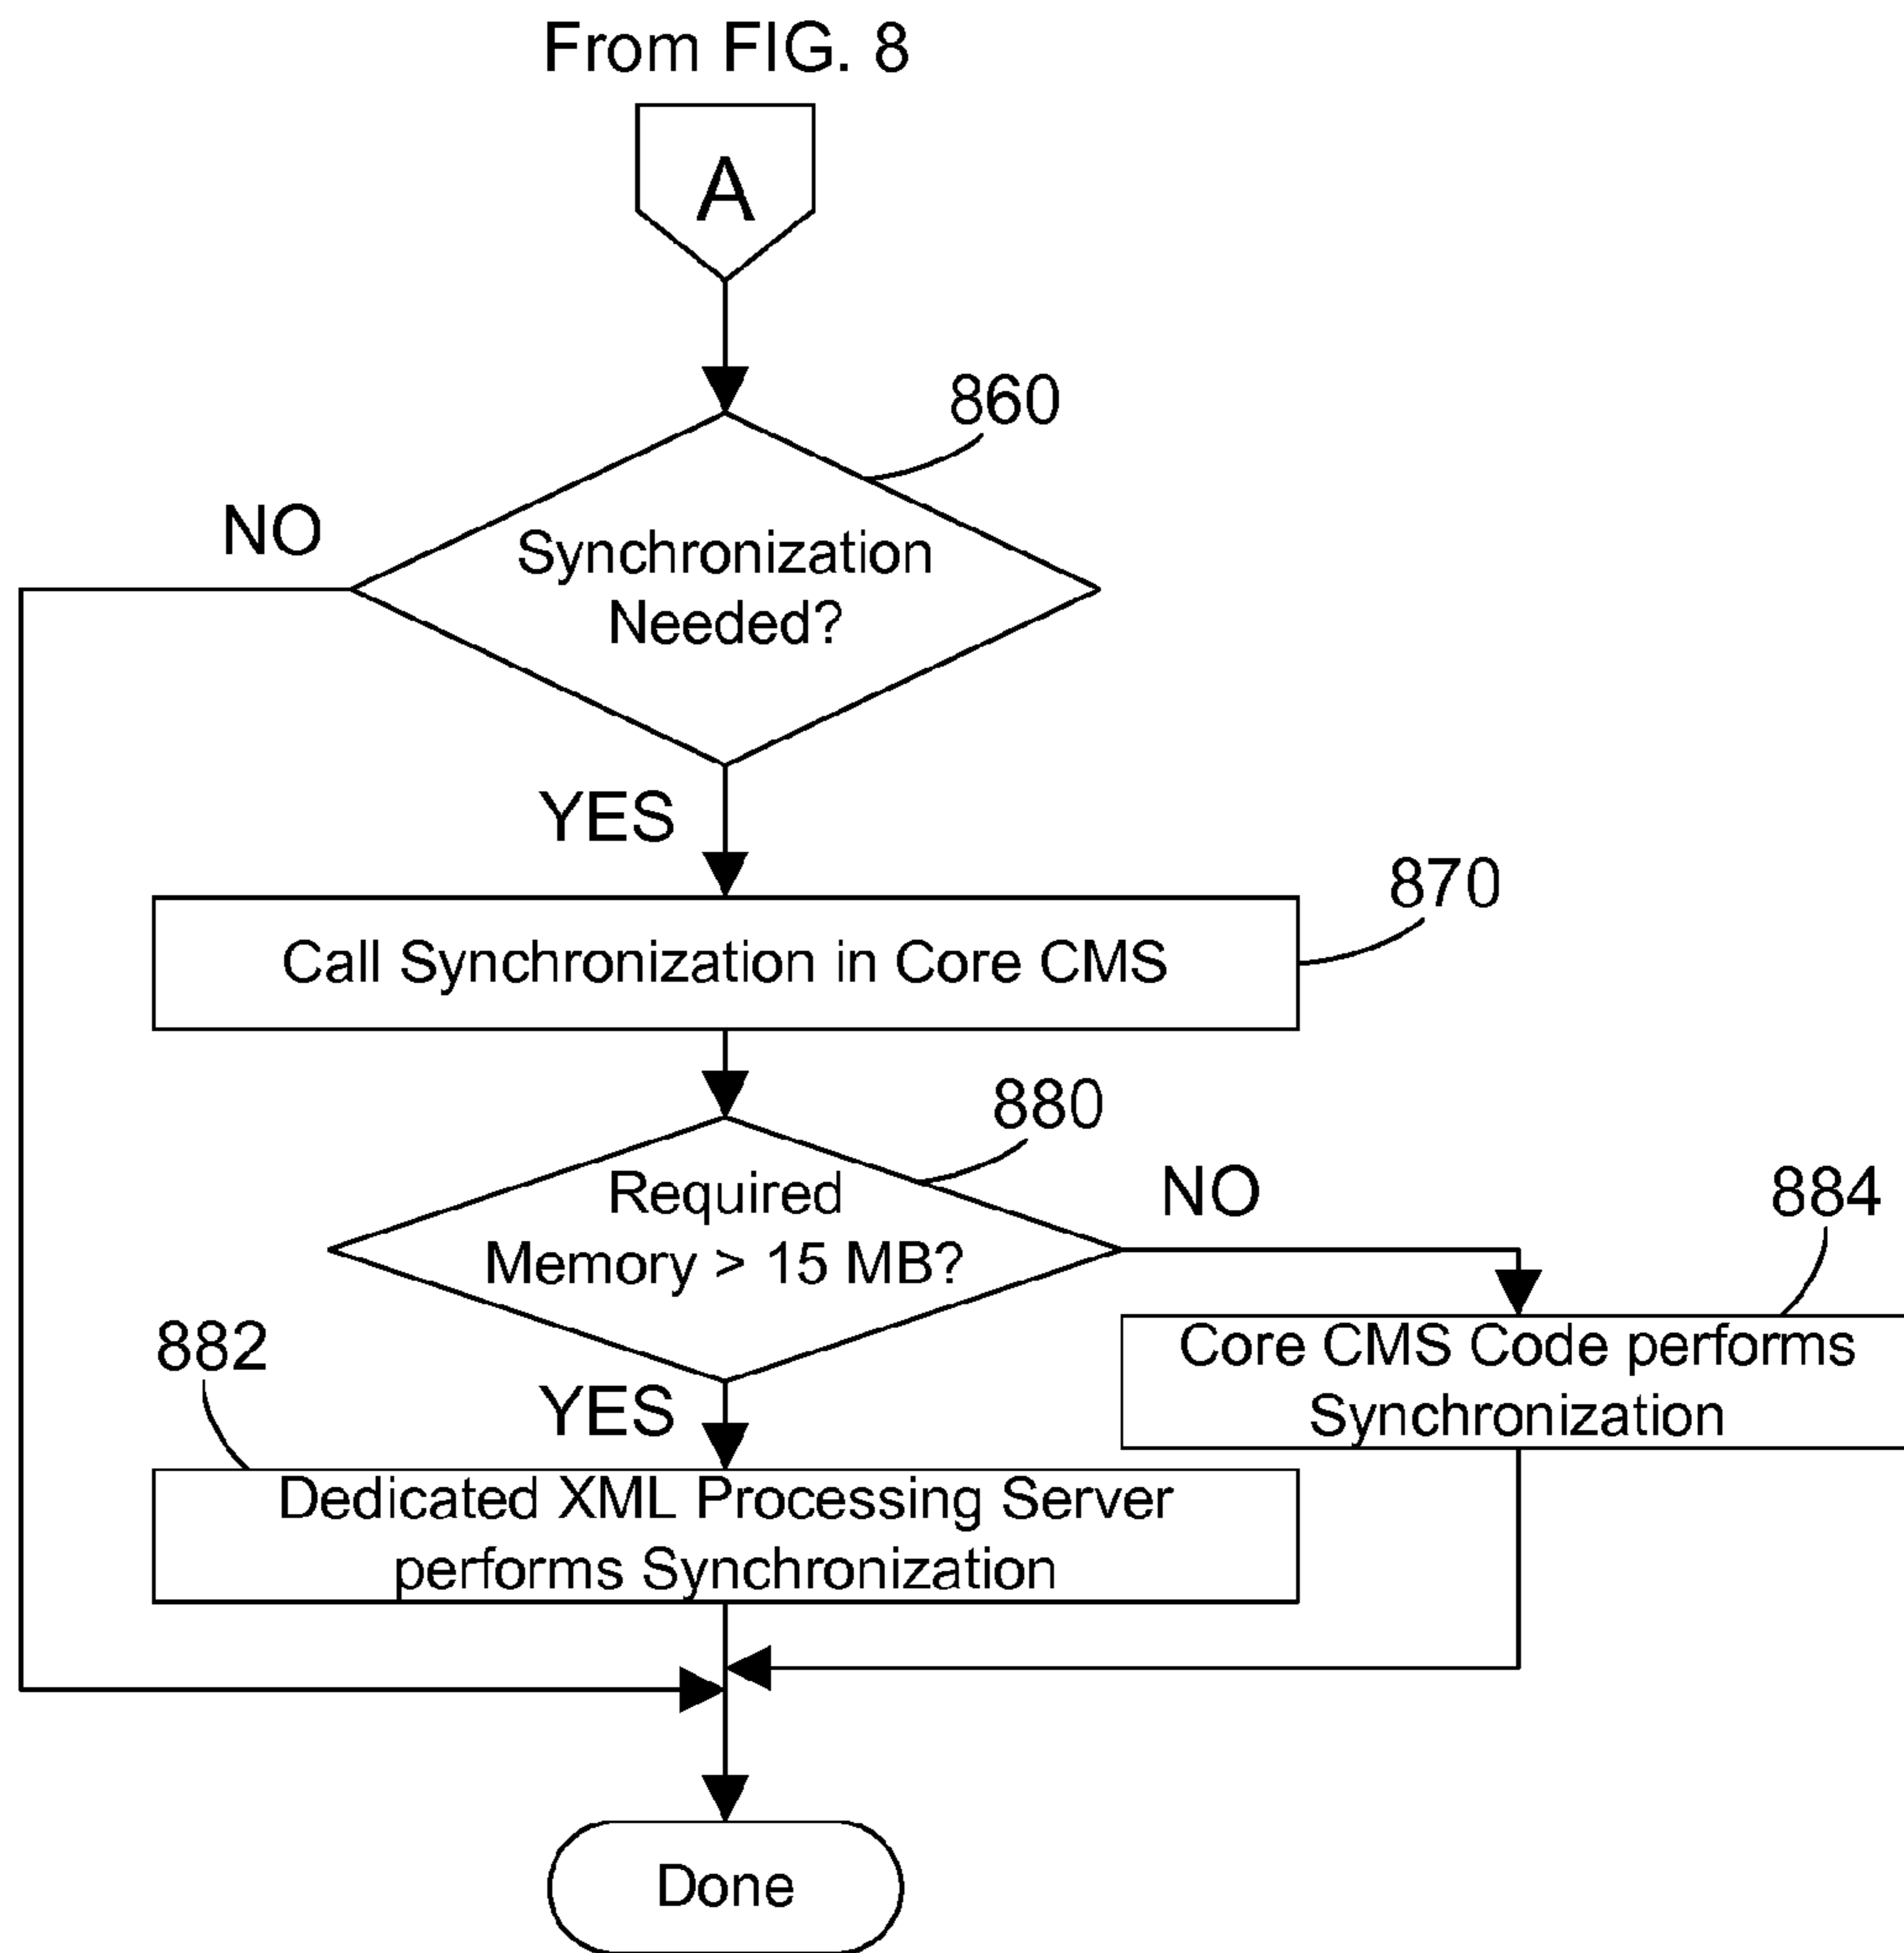 From FIG. 8
A
860
NO
Synchronization
Needed?
YES
870
Call Synchronization in Core CMS
880
Required
Memory > 15 MB?
NO
884
Core CMS Code performs
Synchronization
882
YES
Dedicated XML Processing Server
performs Synchronization
Done